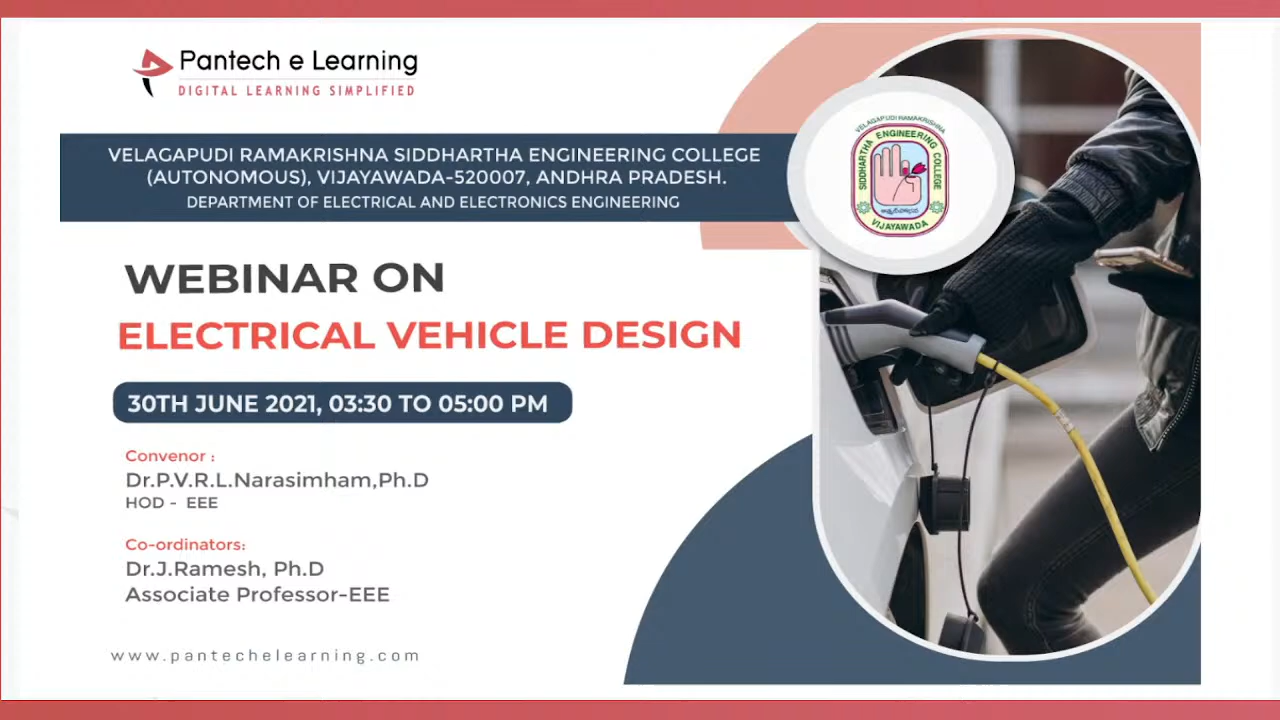 Pantech e Learning
DIGITAL LEARNING SIMPLIFIED
VELAGAPUDI RAMAKRISHNA SIDDHARTHA ENGINEERING COLLEGE
(AUTONOMOUS), VIJAYAWADA-520007, ANDHRA PRADESH.
DEPARTMENT OF ELECTRICAL AND ELECTRONICS ENGINEERING
VELAGAPUDI RAMAKRISHNA
SIDDHARTHA ENGINEERING COLLEGE
VIJAYAWADA
WEBINAR ON
ELECTRICAL VEHICLE DESIGN
30TH JUNE 2021, 03:30 TO 05:00 PM
Convenor :
Dr.P.V.R.L.Narasimham,Ph.D
HOD - EEE
Co-ordinators:
Dr.J.Ramesh, Ph.D
Associate Professor-EEE
www.pantechelearning.com